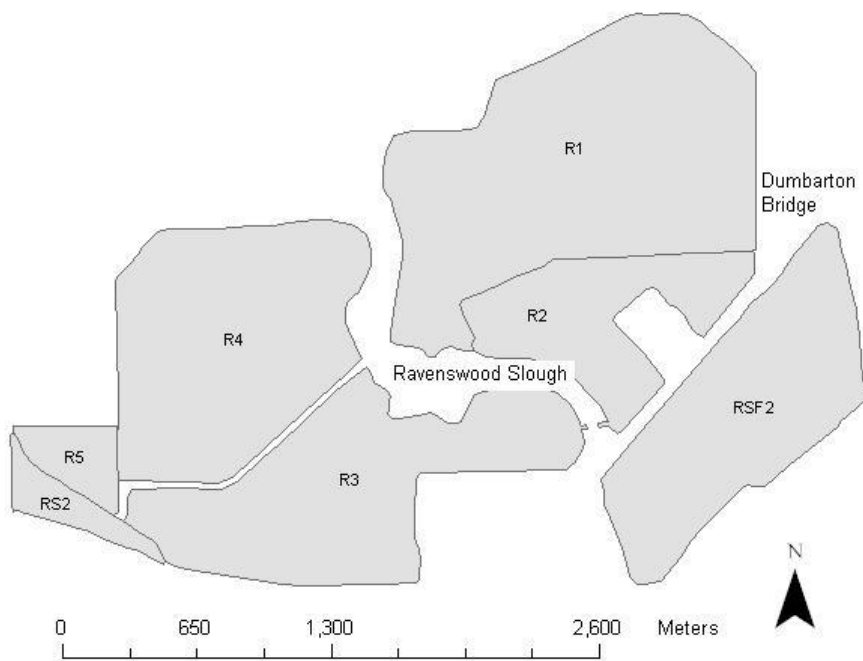 R1
Dumbarton
Bridge
R2
R4
Ravenswood Slough
RSF2
R5
R3
RS2
N
0 650 1,300 2,600 Meters